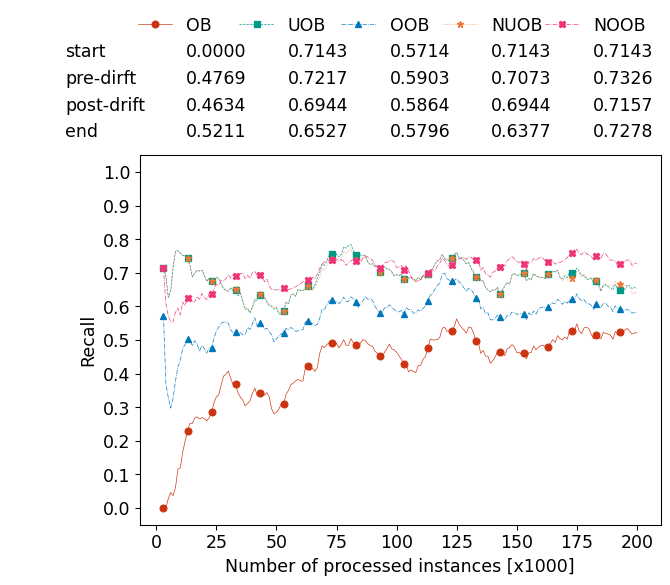 OB UOB OOB NUOB NOOB
start 0.0000 0.7143 0.5714 0.7143 0.7143
pre-dirft 0.4769 0.7217 0.5903 0.7073 0.7326
post-drift 0.4634 0.6944 0.5864 0.6944 0.7157
end 0.5211 0.6527 0.5796 0.6377 0.7278
1.0
0.9
0.8
0.7
0.6
0.5
0.4
0.3
0.2
0.1
0.0
Recall
0 25 50 75 100 125 150 175 200
Number of processed instances [x1000]